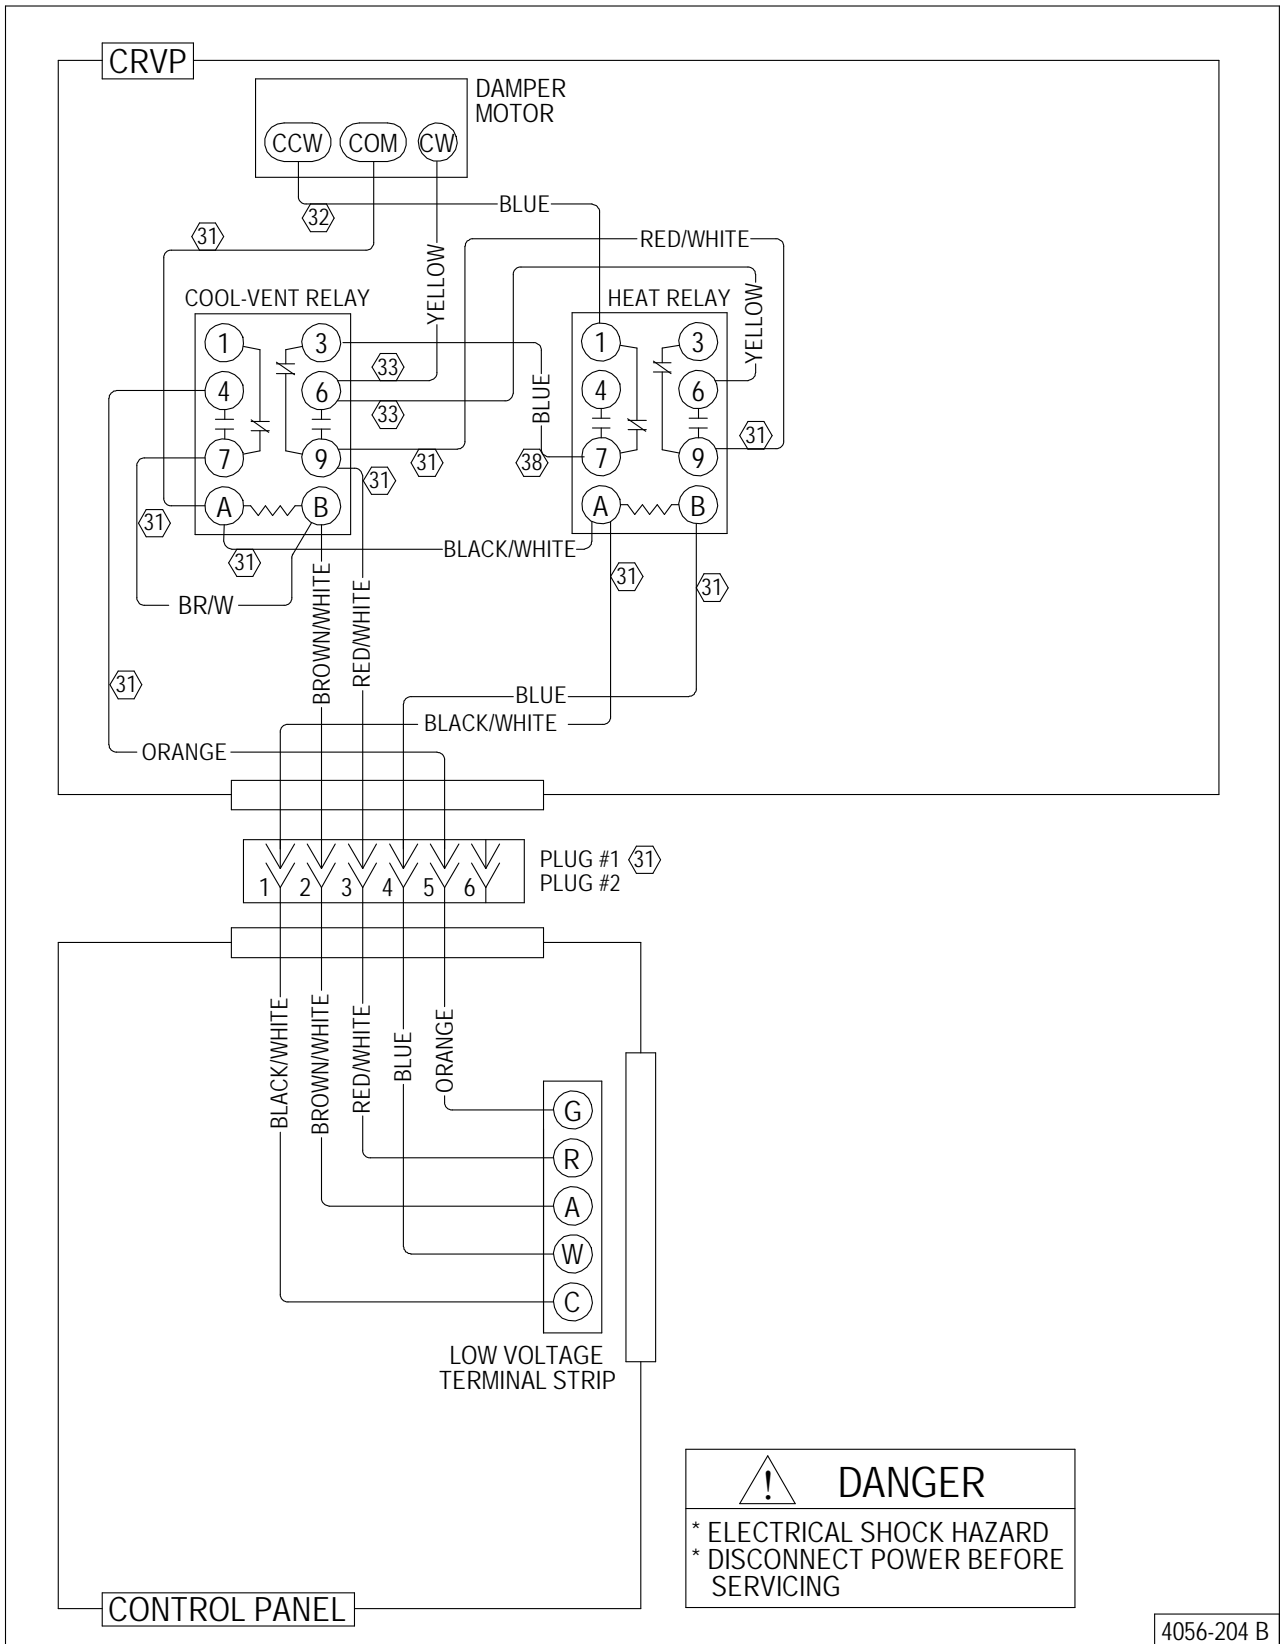 CRVP
DAMPER
MOTOR
CCW COM CW
32
BLUE
31
RED/WHITE
YELLOW
COOL-VENT RELAY
HEAT RELAY
YELLOW
1 3
1 3
33
4 6
BLUE
4 6
33
31
7 9
31
38
7 9
31
A B
A B
31
31
BLACK/WHITE
31
31
BR/W
BROWN/WHITE
RED/WHITE
31
BLUE
BLACK/WHITE
ORANGE
PLUG #1 31
1 2 3 4 5 6
PLUG #2
BLACK/WHITE
BROWN/WHITE
RED/WHITE
BLUE
ORANGE
G
R
A
W
C
LOW VOLTAGE
TERMINAL STRIP
! DANGER
* ELECTRICAL SHOCK HAZARD
* DISCONNECT POWER BEFORE
SERVICING
CONTROL PANEL
4056-204 B